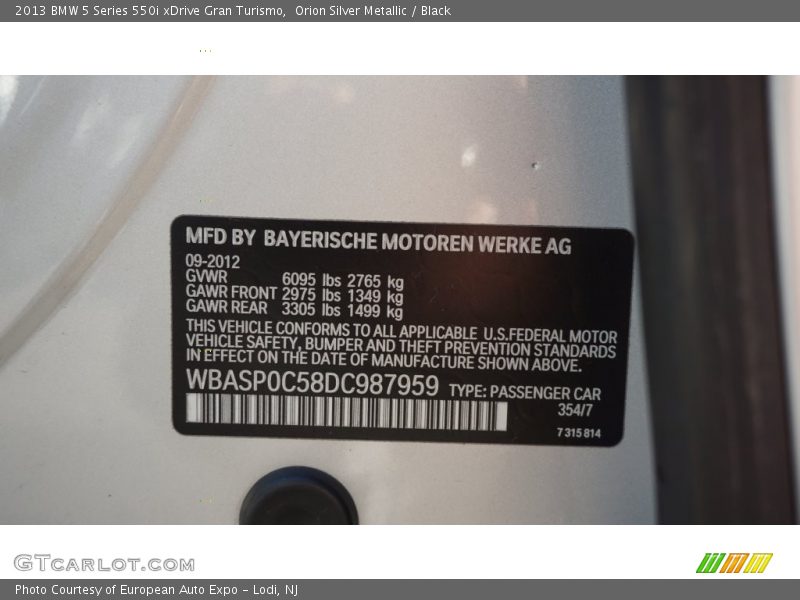 2013 BMW 5 Series 550i xDrive Gran Turismo,  Orion Silver Metallic / Black
MFD BY BAYERISCHE MOTOREN WERKE AG
09-2012
GVWR 6095 lbs 2765 kg
GAWR FRONT 2975 lbs 1349 kg
GAWR REAR 3305 lbs 1499 kg
THIS VEHICLE CONFORMS TO ALL APPLICABLE U.S.FEDERAL MOTOR
VEHICLE SAFETY, BUMPER AND THEFT PREVENTION STANDARDS
IN EFFECT ON THE DATE OF MANUFACTURE SHOWN ABOVE.
WBASP0C58DC987959 TYPE: PASSENGER CAR
354/7
7 315 814
GTCARLOT.COM
Photo Courtesy of European Auto Expo - Lodi, NJ